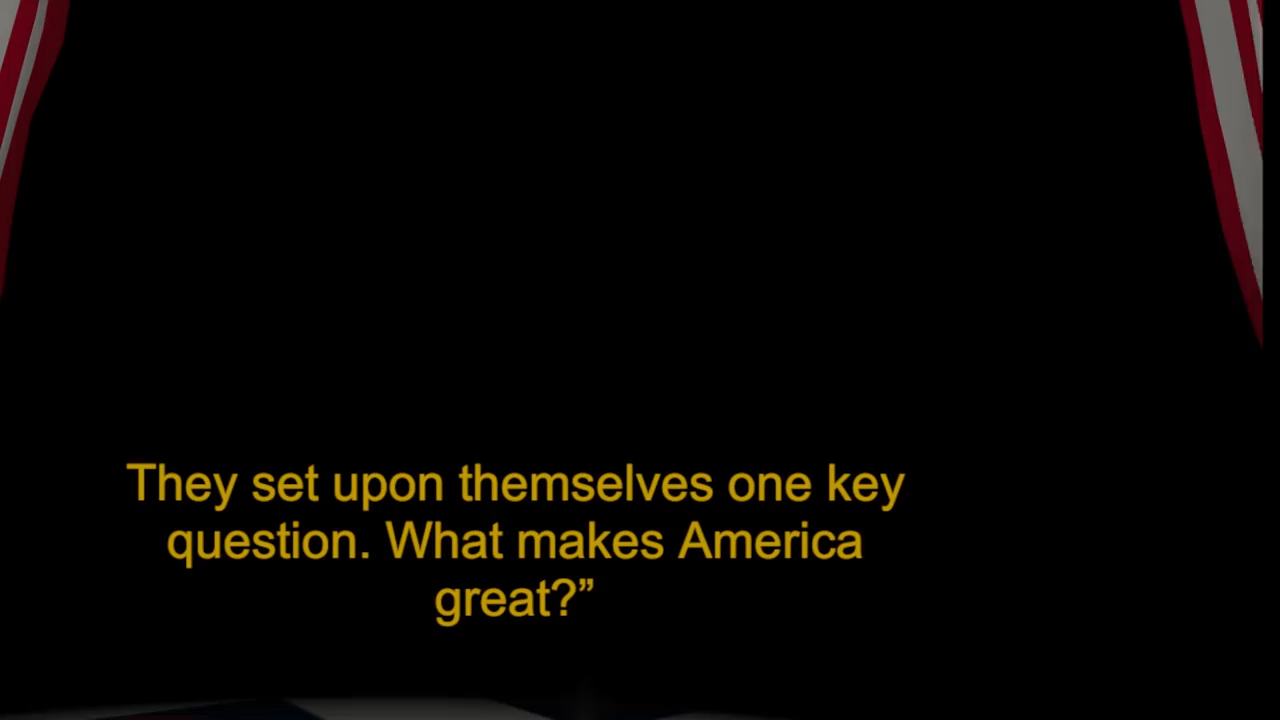 They set upon themselves one key
question. What makes America
great?”